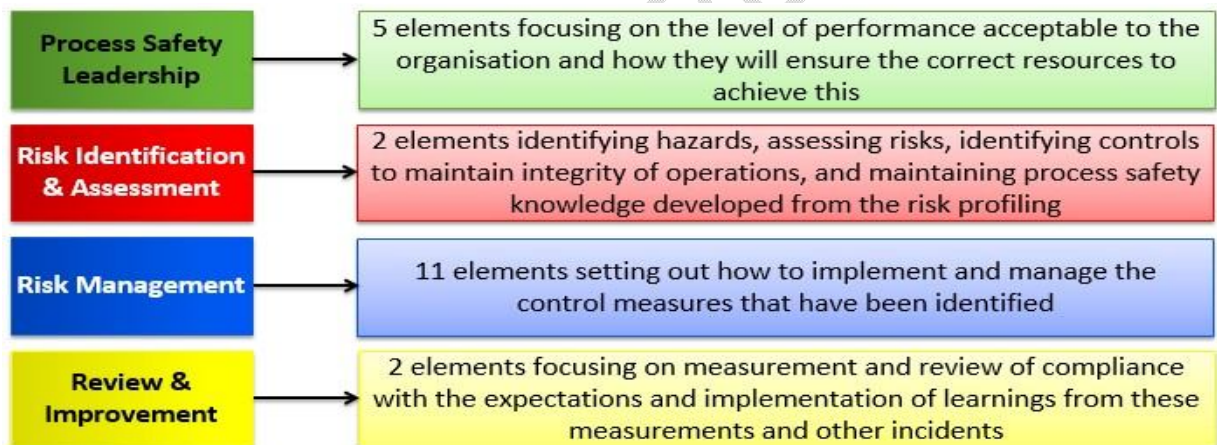 Process Safety
Leadership
5 elements focusing on the level of performance acceptable to the
organisation and how they will ensure the correct resources to
achieve this
Risk Identification
& Assessment
2 elements identifying hazards, assessing risks, identifying controls
to maintain integrity of operations, and maintaining process safety
knowledge developed from the risk profiling
Risk Management
11 elements setting out how to implement and manage the
control measures that have been identified
Review &
Improvement
2 elements focusing on measurement and review of compliance
with the expectations and implementation of learnings from these
measurements and other incidents